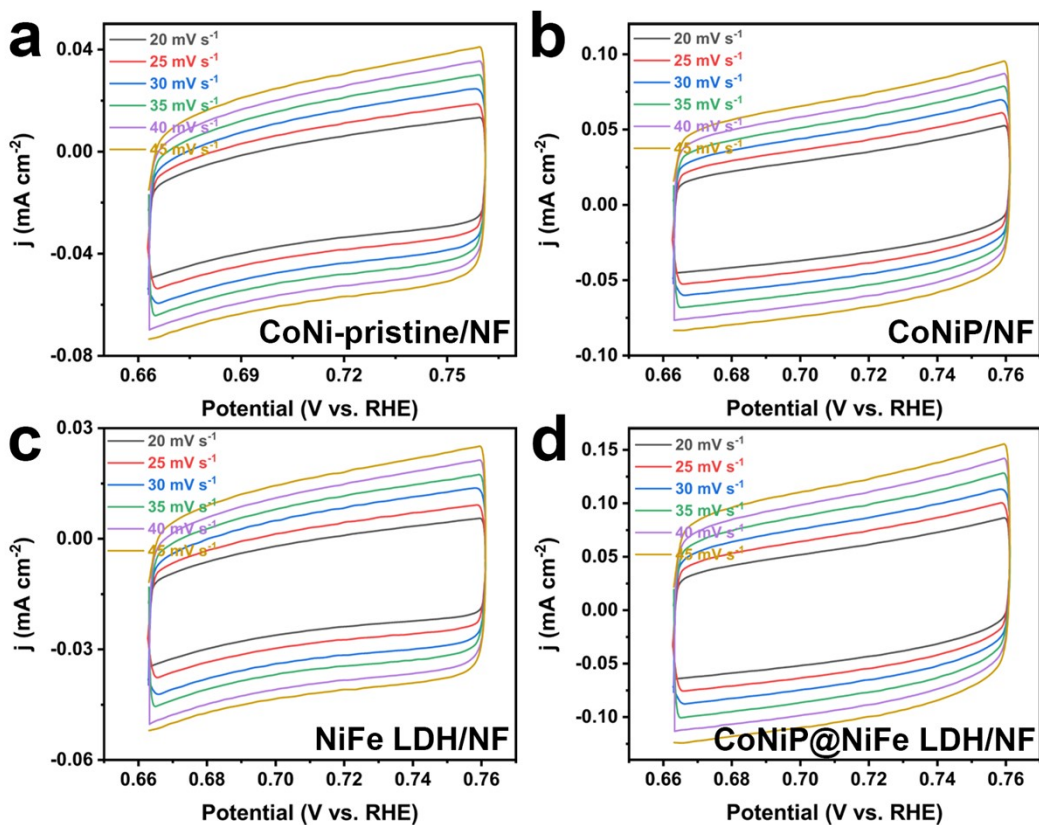 a
20 mV s⁻¹
25 mV s⁻¹
30 mV s⁻¹
35 mV s⁻¹
40 mV s⁻¹
45 mV s⁻¹
0.04
0.00
-0.04
-0.08
j (mA cm⁻²)
CoNi-pristine/NF
0.66 0.69 0.72 0.75
Potential (V vs. RHE)
b
20 mV s⁻¹
25 mV s⁻¹
30 mV s⁻¹
35 mV s⁻¹
40 mV s⁻¹
45 mV s⁻¹
0.10
0.05
0.00
-0.05
-0.10
j (mA cm⁻²)
CoNiP/NF
0.66 0.68 0.70 0.72 0.74 0.76
Potential (V vs. RHE)
c
20 mV s⁻¹
25 mV s⁻¹
30 mV s⁻¹
35 mV s⁻¹
40 mV s⁻¹
45 mV s⁻¹
0.03
0.00
-0.03
-0.06
j (mA cm⁻²)
NiFe LDH/NF
0.66 0.68 0.70 0.72 0.74 0.76
Potential (V vs. RHE)
d
20 mV s⁻¹
25 mV s⁻¹
30 mV s⁻¹
35 mV s⁻¹
40 mV s⁻¹
45 mV s⁻¹
0.15
0.10
0.05
0.00
-0.05
-0.10
j (mA cm⁻²)
CoNiP@NiFe LDH/NF
0.66 0.68 0.70 0.72 0.74 0.76
Potential (V vs. RHE)